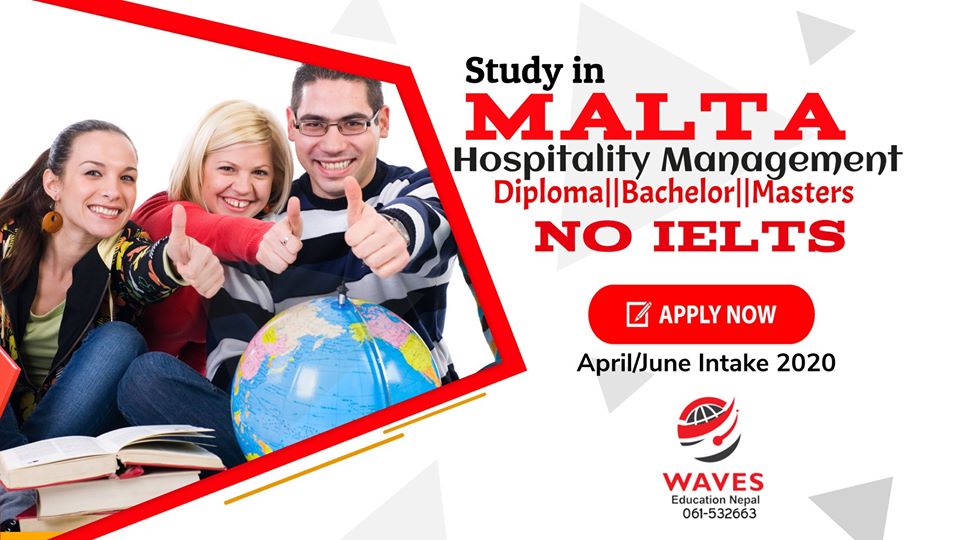 Study in
MALTA
Hospitality Management
Diploma||Bachelor||Masters
NO IELTS
APPLY NOW
April/June Intake 2020
WAVES
Education Nepal
061-532663